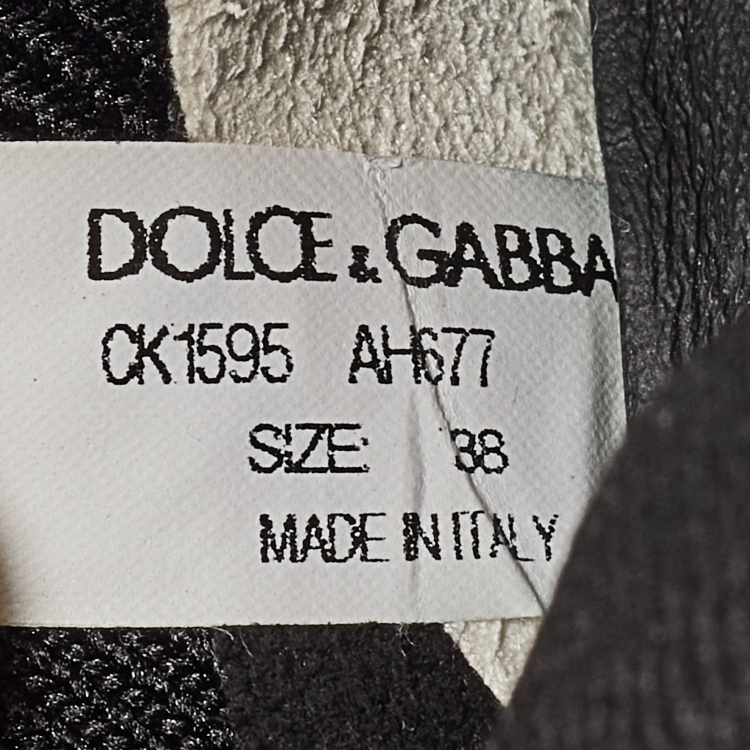 DOLCE & GABBA
CK1595 AH677
SIZE: 38
MADE IN ITALY